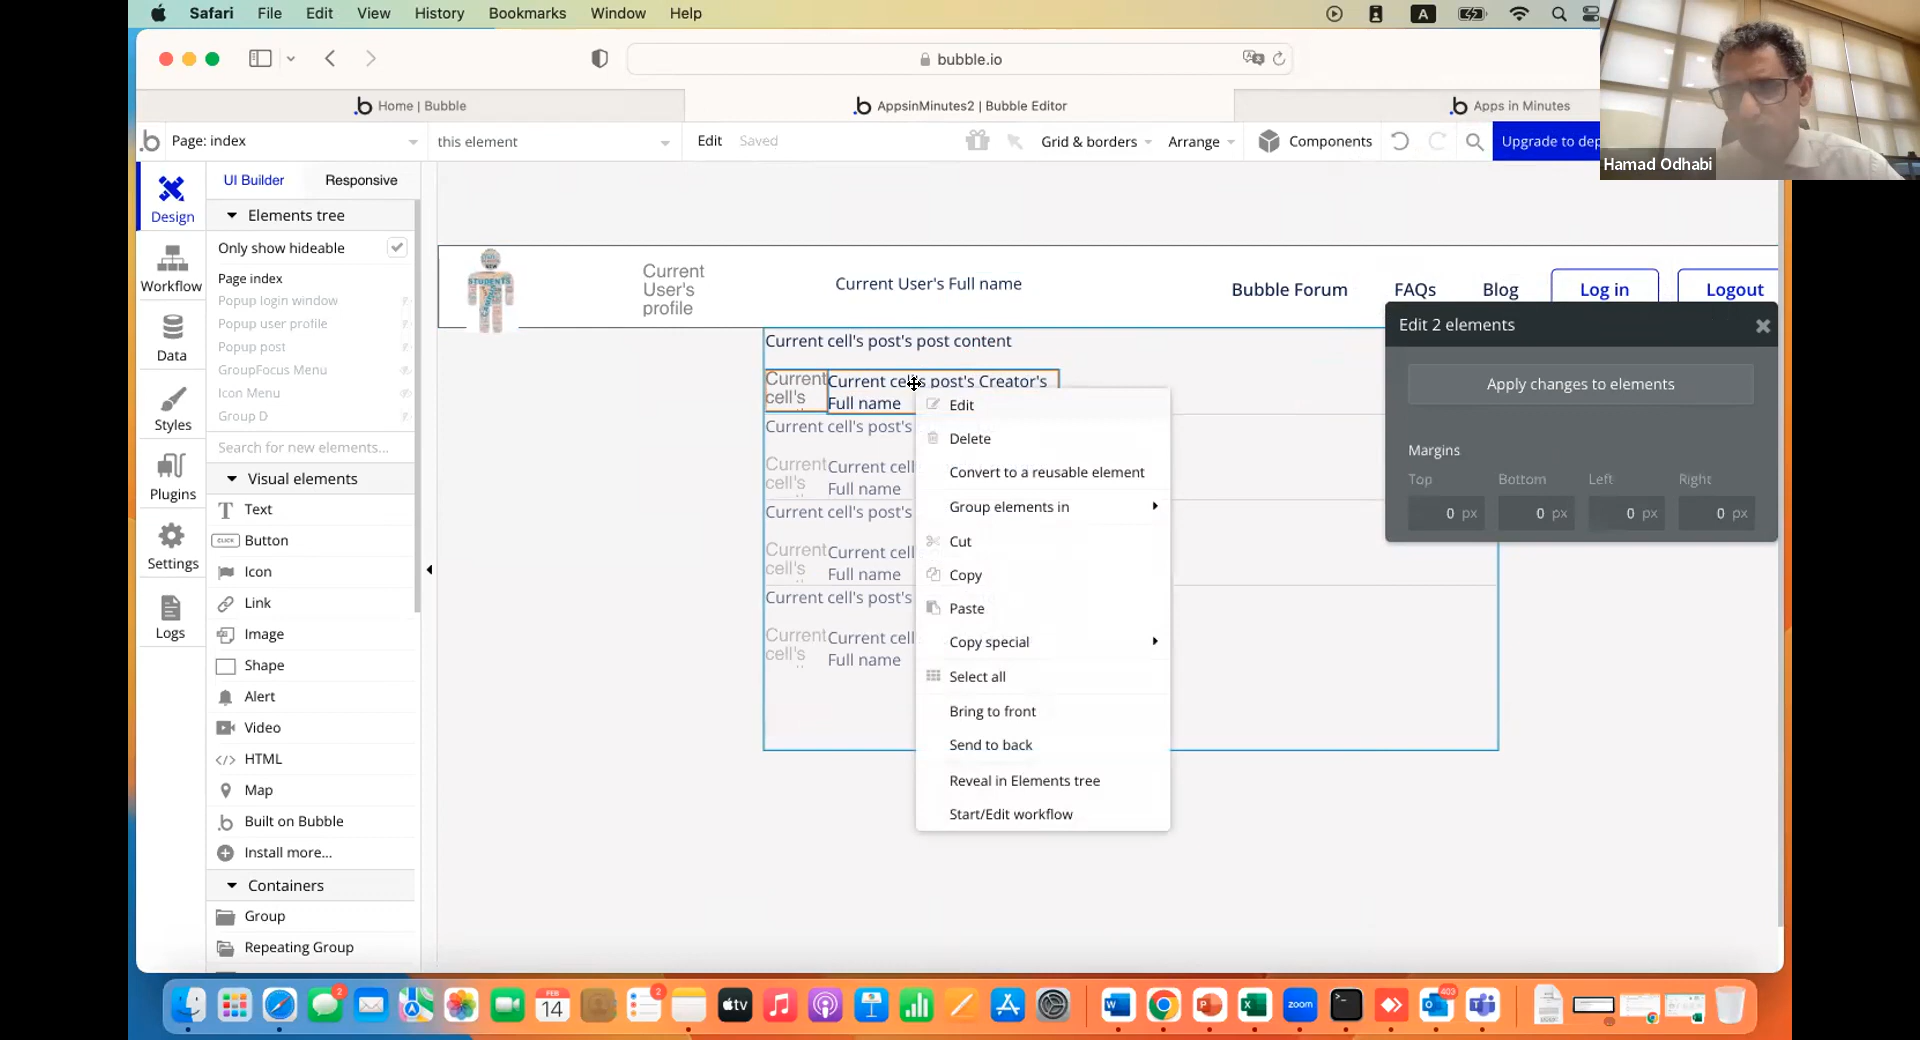 Safari File Edit View History Bookmarks Window Help
A
bubble.io
Home | Bubble
AppsinMinutes2 | Bubble Editor
Apps in Minutes
Page: index
this element
Edit
Saved
Grid & borders
Arrange
Components
Upgrade to dep
Hamad Odhabi
Design
Workflow
Data
Styles
Plugins
Settings
Logs
UI Builder
Responsive
Elements tree
Only show hideable
Page index
Popup login window
Popup user profile
Popup post
GroupFocus Menu
Icon Menu
Group D
Search for new elements...
Visual elements
Text
CLICK
Button
Icon
Link
Image
Shape
Alert
Video
HTML
Map
Built on Bubble
Install more...
Containers
Group
Repeating Group
STUDENTS
Current
User's
profile
Current User's Full name
Bubble Forum
FAQs
Blog
Log in
Logout
Current cell's post's post content
Current
cell's
Current cell's post's Creator's
Full name
Current cell's post's
Current
cell's
Current cell
Full name
Current cell's post's
Current
cell's
Current cell
Full name
Current cell's post's
Current
cell's
Current cell
Full name
Edit
Delete
Convert to a reusable element
Group elements in
Cut
Copy
Paste
Copy special
Select all
Bring to front
Send to back
Reveal in Elements tree
Start/Edit workflow
Edit 2 elements
Apply changes to elements
Margins
Top
Bottom
Left
Right
0 px
0 px
0 px
0 px
2
FEB
14
2
tv
zoom
403